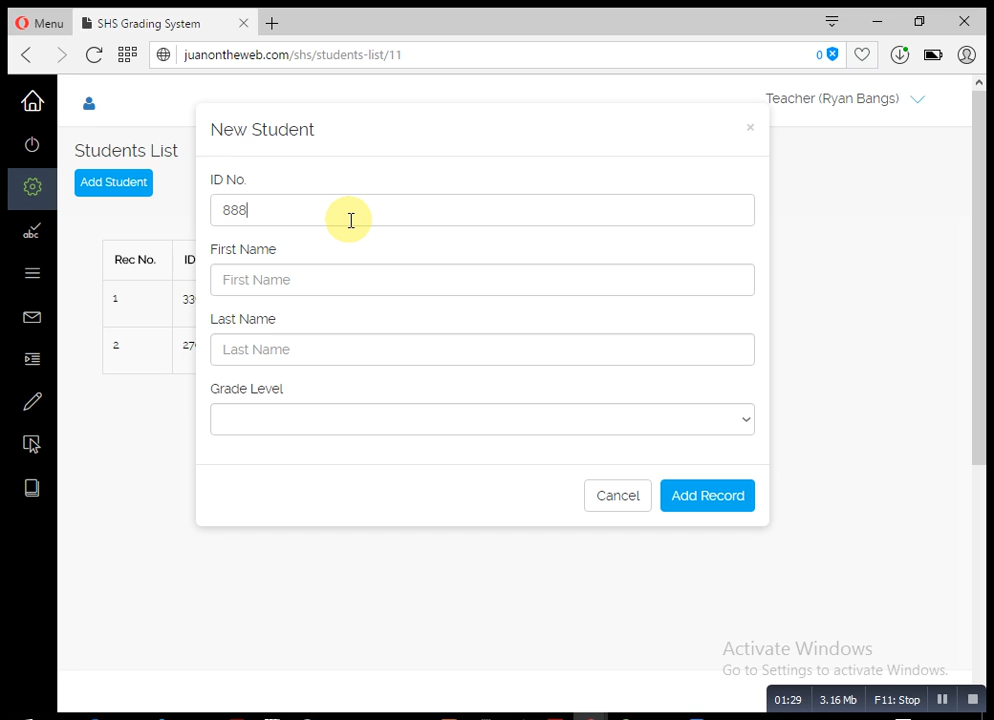 Menu
SHS Grading System
juanontheweb.com/shs/students-list/11
0
Teacher (Ryan Bangs)
Students List
Add Student
abc
Rec No.
ID
1
33
2
27
New Student
×
ID No.
888
First Name
First Name
Last Name
Last Name
Grade Level
Cancel
Add Record
Activate Windows
Go to Settings to activate Windows.
01:29
3.16 Mb
F11: Stop